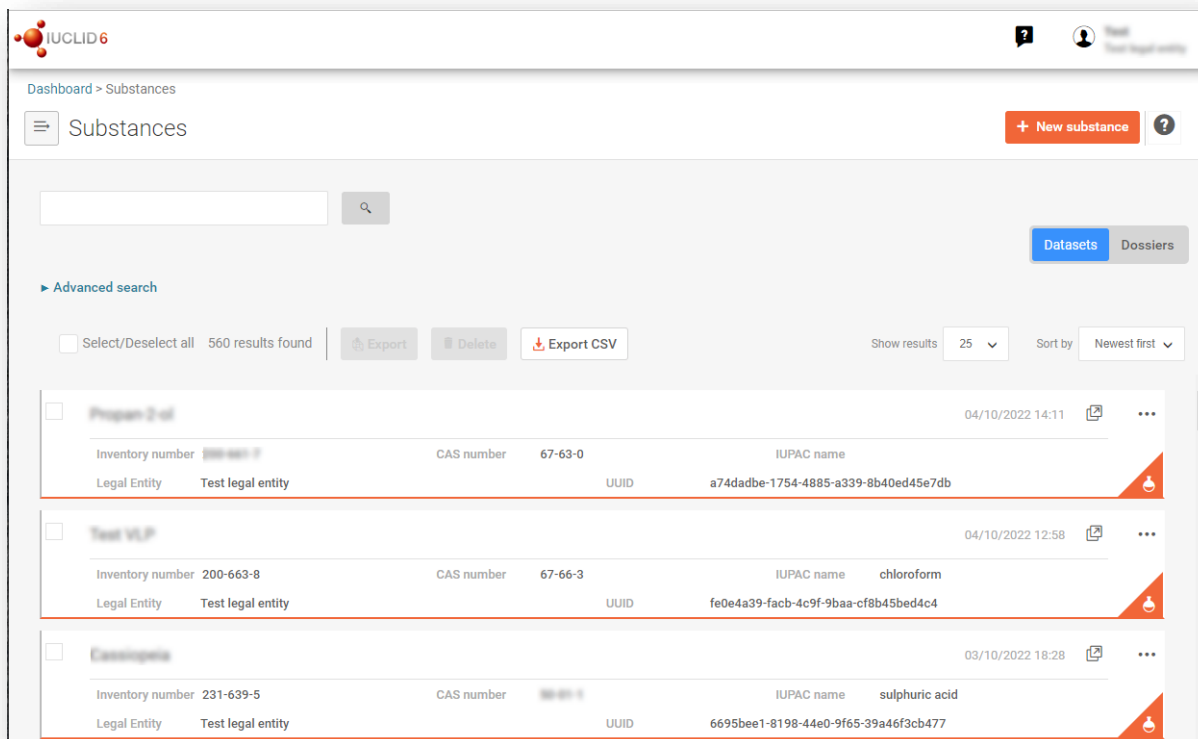 IUCLID 6
Dashboard > Substances
Substances
+ New substance
Datasets Dossiers
► Advanced search
Select/Deselect all 560 results found Export Delete Export CSV Show results 25 Sort by Newest first
04/10/2022 14:11
Inventory number CAS number 67-63-0 IUPAC name
Legal Entity Test legal entity UUID a74dadbe-1754-4885-a339-8b40ed45e7db
04/10/2022 12:58
Inventory number 200-663-8 CAS number 67-66-3 IUPAC name chloroform
Legal Entity Test legal entity UUID fe0e4a39-facb-4c9f-9baa-cf8b45bed4c4
03/10/2022 18:28
Inventory number 231-639-5 CAS number IUPAC name sulphuric acid
Legal Entity Test legal entity UUID 6695bee1-8198-44e0-9f65-39a46f3cb477